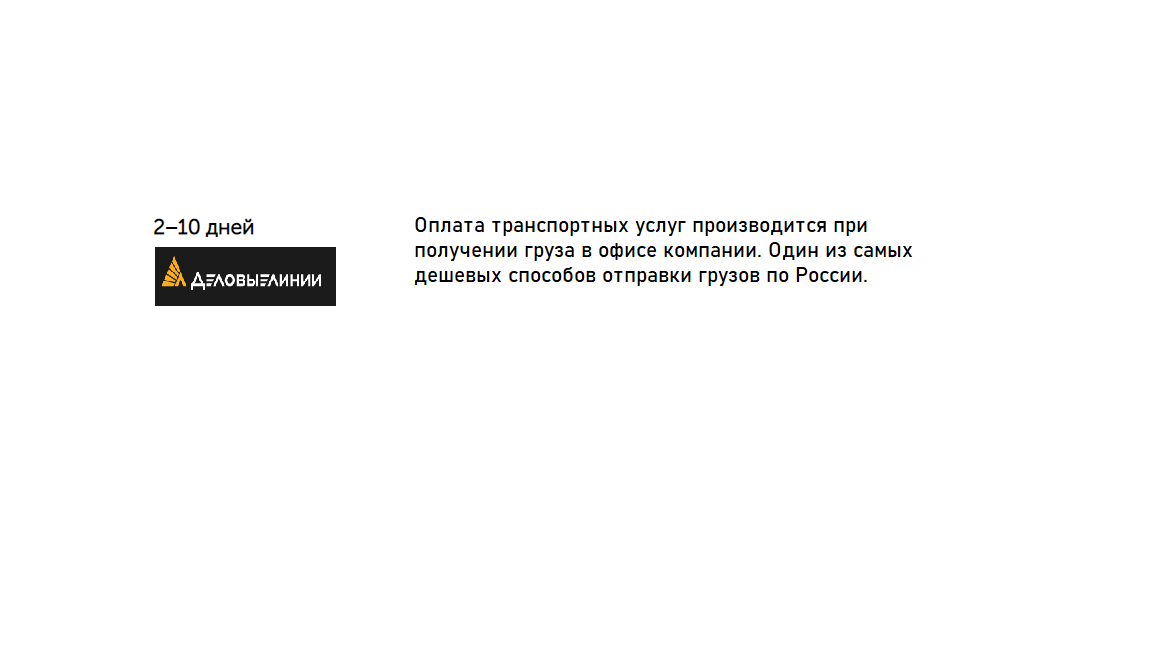 2–10 дней
ДЕЛОВЫЕЛИНИИ
Оплата транспортных услуг производится при
получении груза в офисе компании. Один из самых
дешевых способов отправки грузов по России.